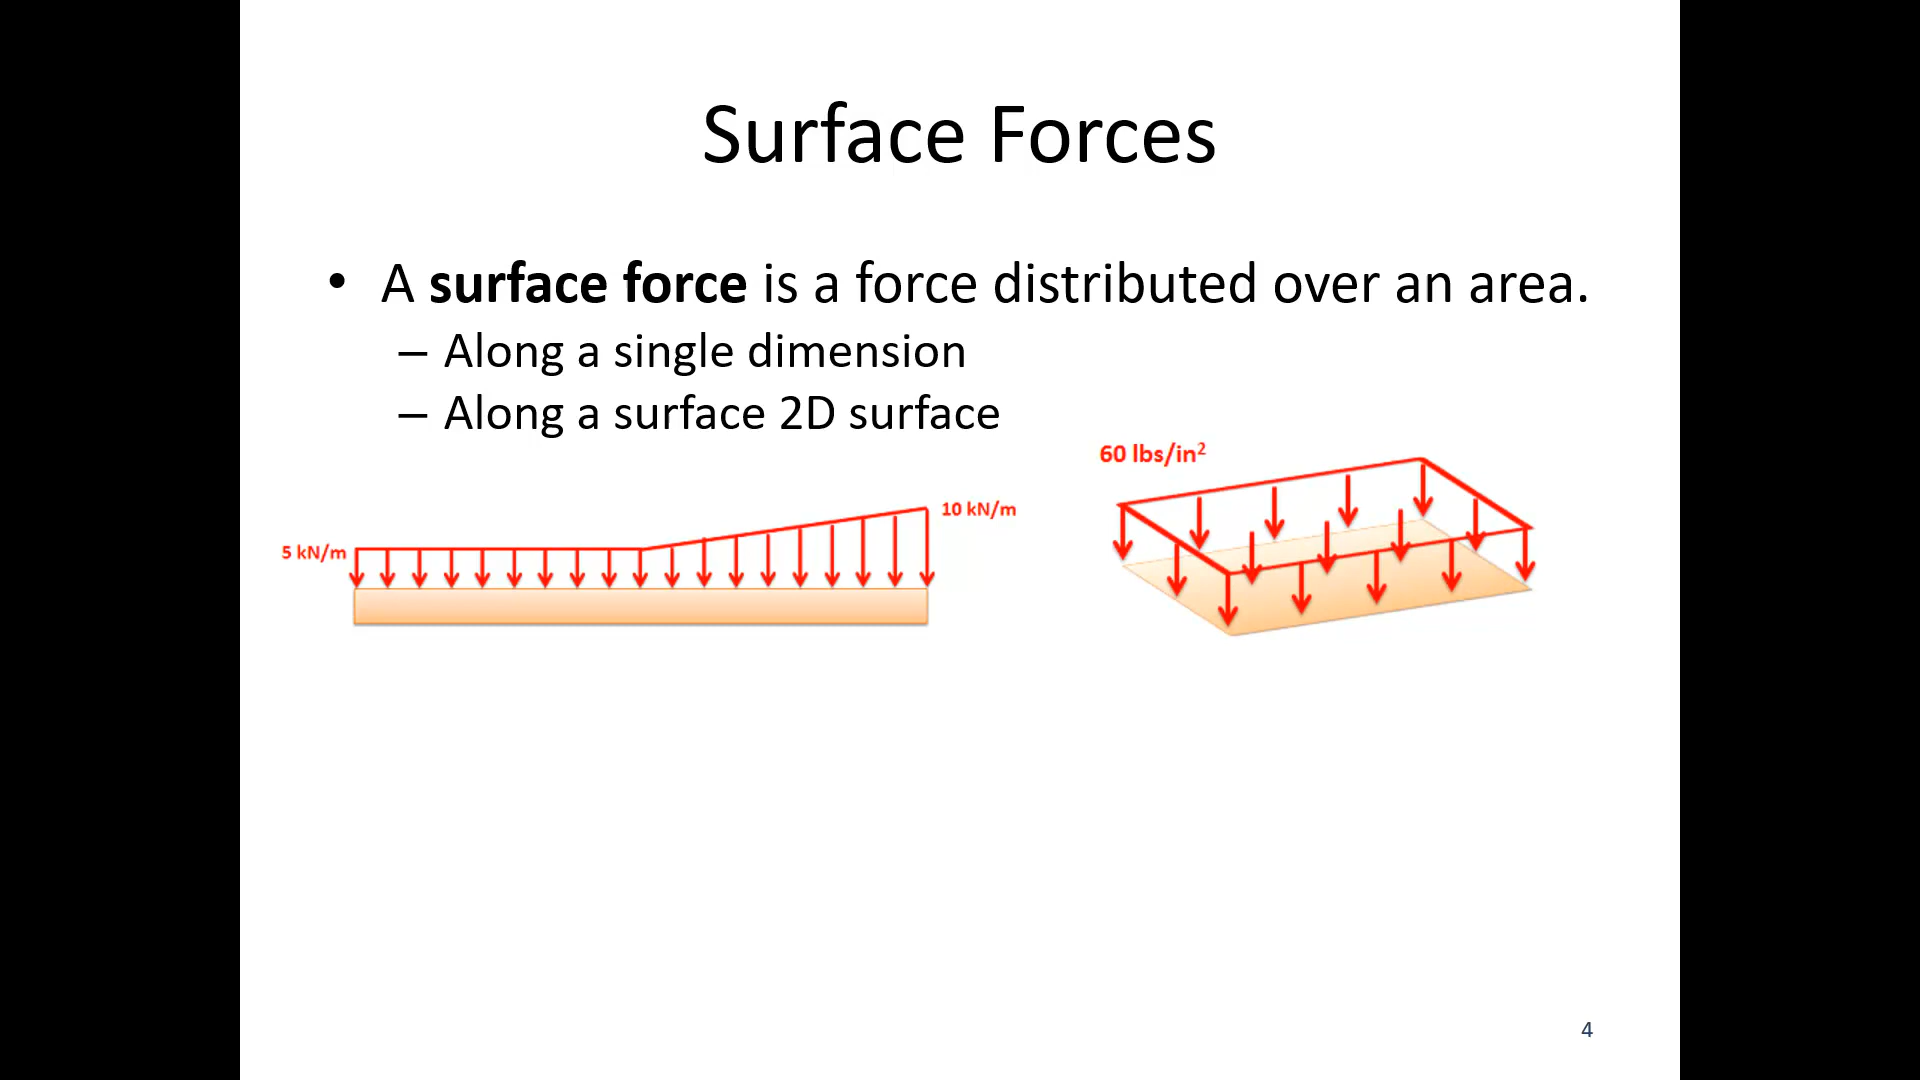 Surface Forces
• A surface force is a force distributed over an area.
– Along a single dimension
– Along a surface 2D surface
60 lbs/in²
10 kN/m
5 kN/m
4